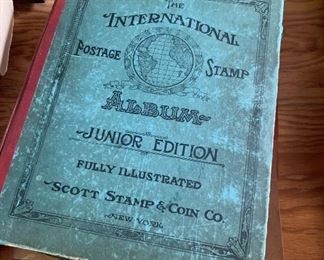 THE
INTERNATIONAL
POSTAGE STAMP
ALBUM
JUNIOR EDITION
FULLY ILLUSTRATED
SCOTT STAMP & COIN CO.
NEW YORK